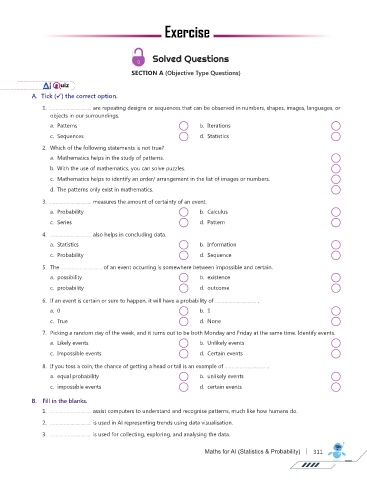 Exercise
Solved Questions
SECTION A (Objective Type Questions)
Ai Quiz
A. Tick (✓) the correct option.
1. ........................ are repeating designs or sequences that can be observed in numbers, shapes, images, languages, or
objects in our surroundings.
a. Patterns b. Iterations
c. Sequences d. Statistics
2. Which of the following statements is not true?
a. Mathematics helps in the study of patterns.
b. With the use of mathematics, you can solve puzzles.
c. Mathematics helps to identify an order/ arrangement in the list of images or numbers.
d. The patterns only exist in mathematics.
3. ........................ measures the amount of certainty of an event.
a. Probability b. Calculus
c. Series d. Pattern
4. ........................ also helps in concluding data.
a. Statistics b. Information
c. Probability d. Sequence
5. The ........................ of an event occurring is somewhere between impossible and certain.
a. possibility b. existence
c. probability d. outcome
6. If an event is certain or sure to happen, it will have a probability of ........................
a. 0 b. 1
c. True d. None
7. Picking a random day of the week, and it turns out to be both Monday and Friday at the same time. Identify events.
a. Likely events b. Unlikely events
c. Impossible events d. Certain events
8. If you toss a coin, the chance of getting a head or tail is an example of ........................
a. equal probability b. unlikely events
c. impossible events d. certain events
B. Fill in the blanks.
1. ........................ assist computers to understand and recognise patterns, much like how humans do.
2. ........................ is used in AI representing trends using data visualisation.
3. ........................ is used for collecting, exploring, and analysing the data.
Maths for AI (Statistics & Probability) | 311